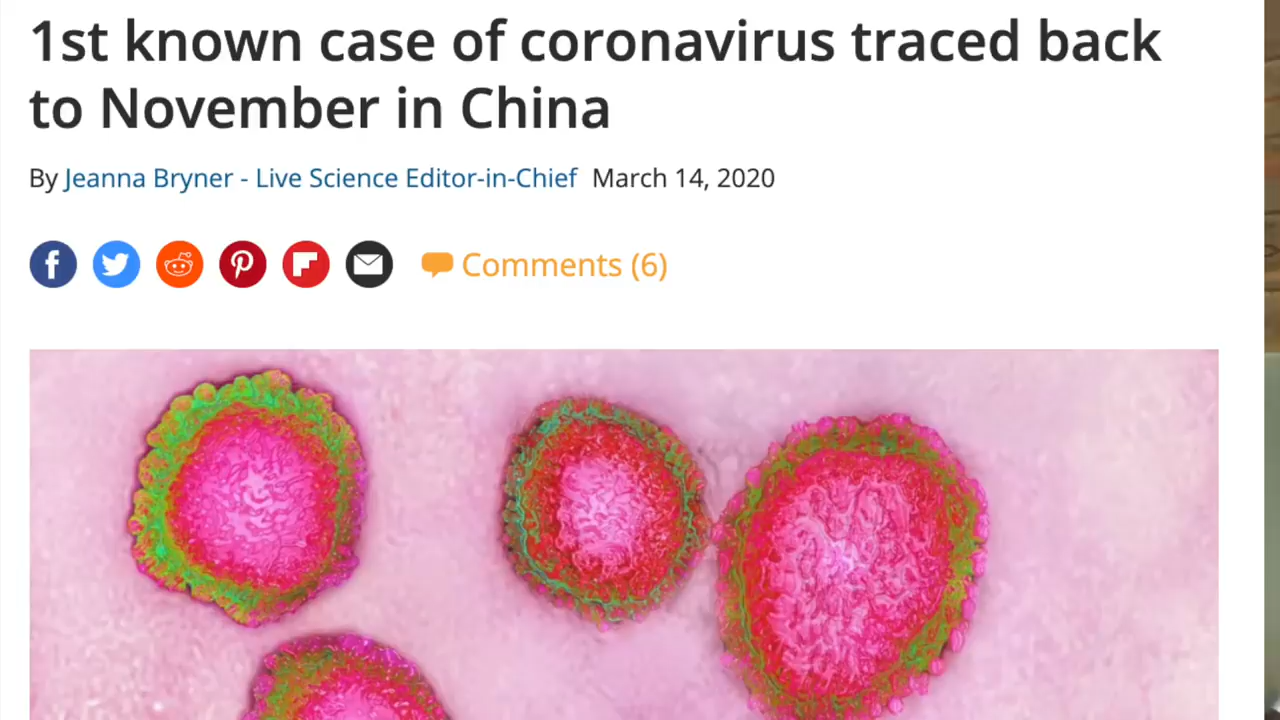 1st known case of coronavirus traced back
to November in China
By Jeanna Bryner - Live Science Editor-in-Chief March 14, 2020
Comments (6)